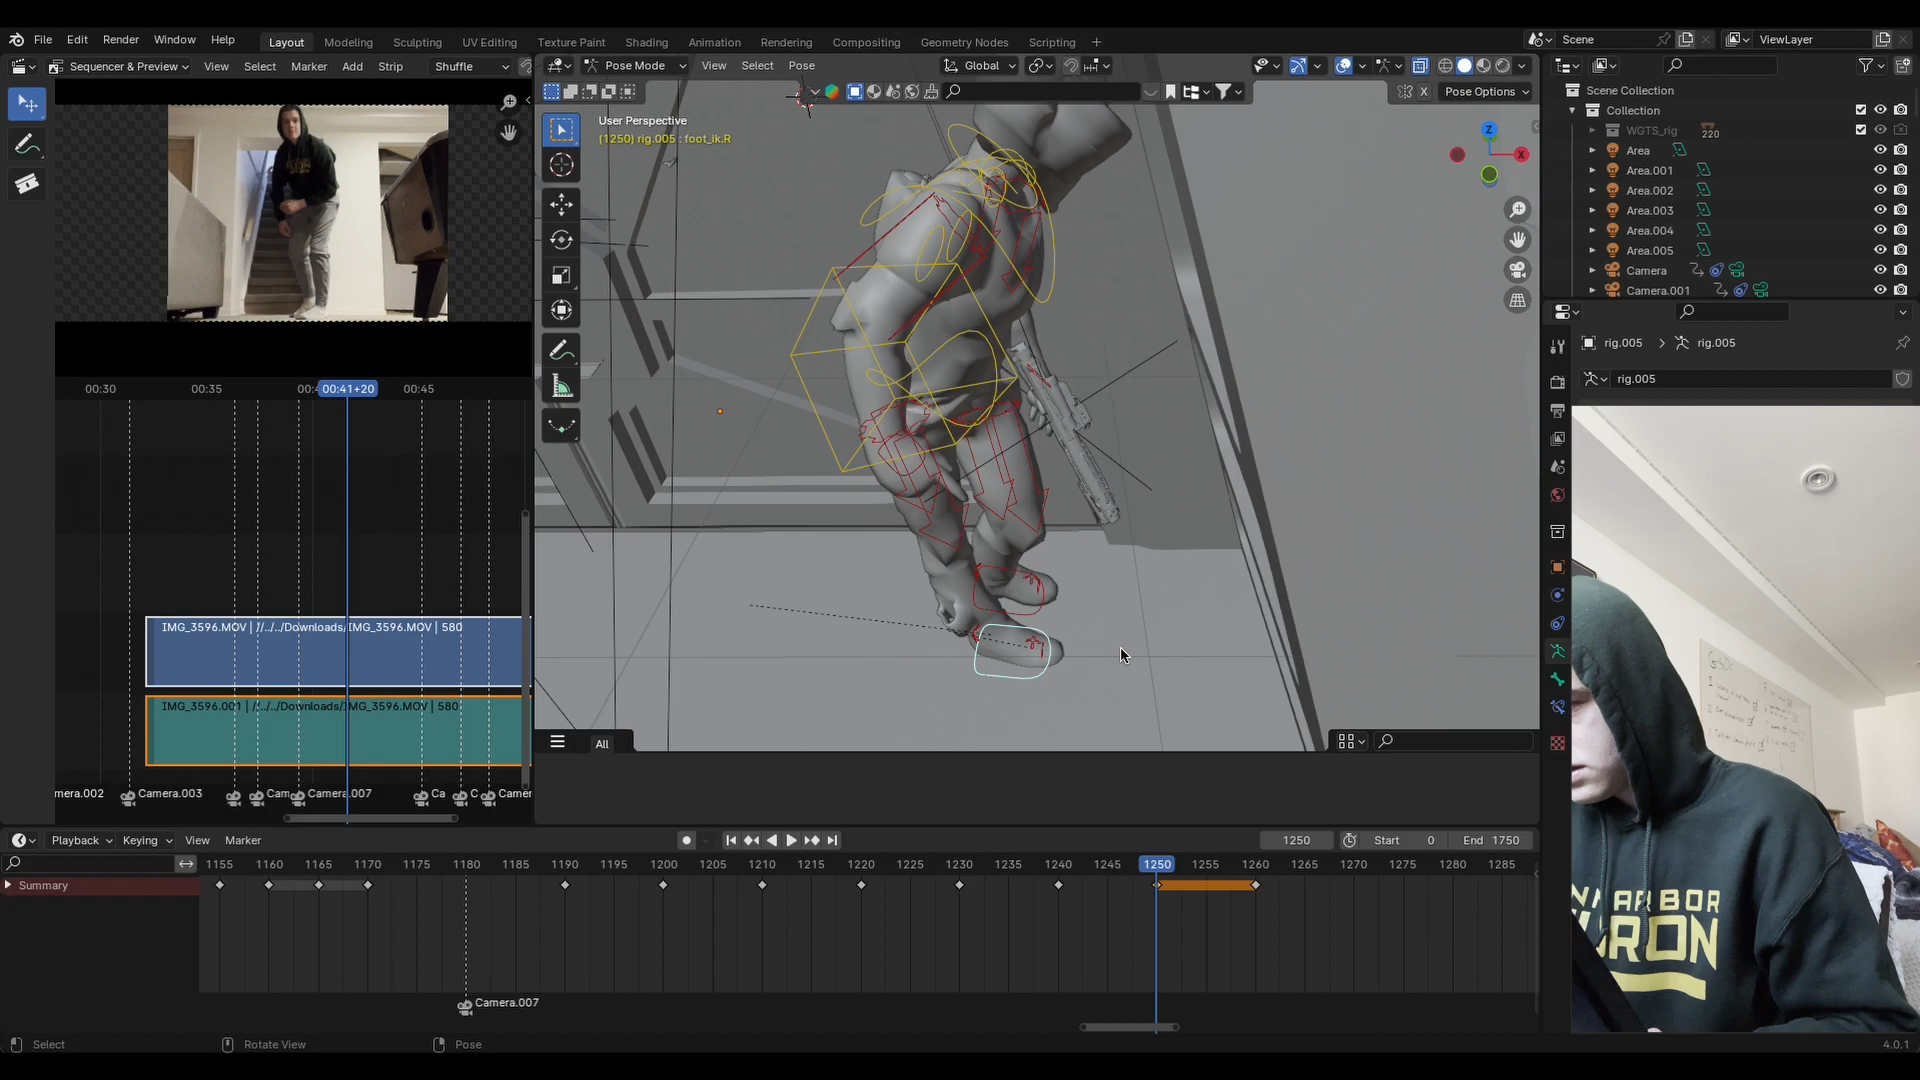 File Edit Render Window Help
Layout Modeling Sculpting UV Editing Texture Paint Shading Animation Rendering Compositing Geometry Nodes Scripting +
Scene
ViewLayer
Sequencer & Preview View Select Marker Add Strip Shuffle
Pose Mode View Select Pose
Global
X Pose Options
User Perspective
(1250) rig.005 : foot_ik.R
Z
X
Scene Collection
Collection
WGTS_rig 220
Area
Area.001
Area.002
Area.003
Area.004
Area.005
Camera
Camera.001
rig.005 rig.005
rig.005
00:30 00:35 00:41+20 00:45
IMG_3596.MOV | //../../Downloads/IMG_3596.MOV | 580
IMG_3596.001 | //../../Downloads/IMG_3596.MOV | 580
mera.002 Camera.003 Cam Camera.007 Ca C Camer
All
Playback Keying View Marker
1250 Start 0 End 1750
1155 1160 1165 1170 1175 1180 1185 1190 1195 1200 1205 1210 1215 1220 1225 1230 1235 1240 1245 1250 1255 1260 1265 1270 1275 1280 1285
Summary
Camera.007
Select Rotate View Pose
4.0.1
N ARBOR
URON